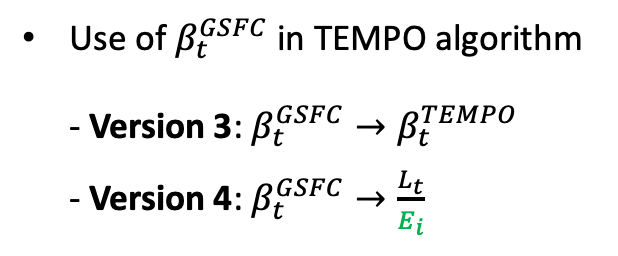 • Use of β_t^GSFC in TEMPO algorithm
- Version 3: β_t^GSFC → β_t^TEMPO
- Version 4: β_t^GSFC → L_t/E_i